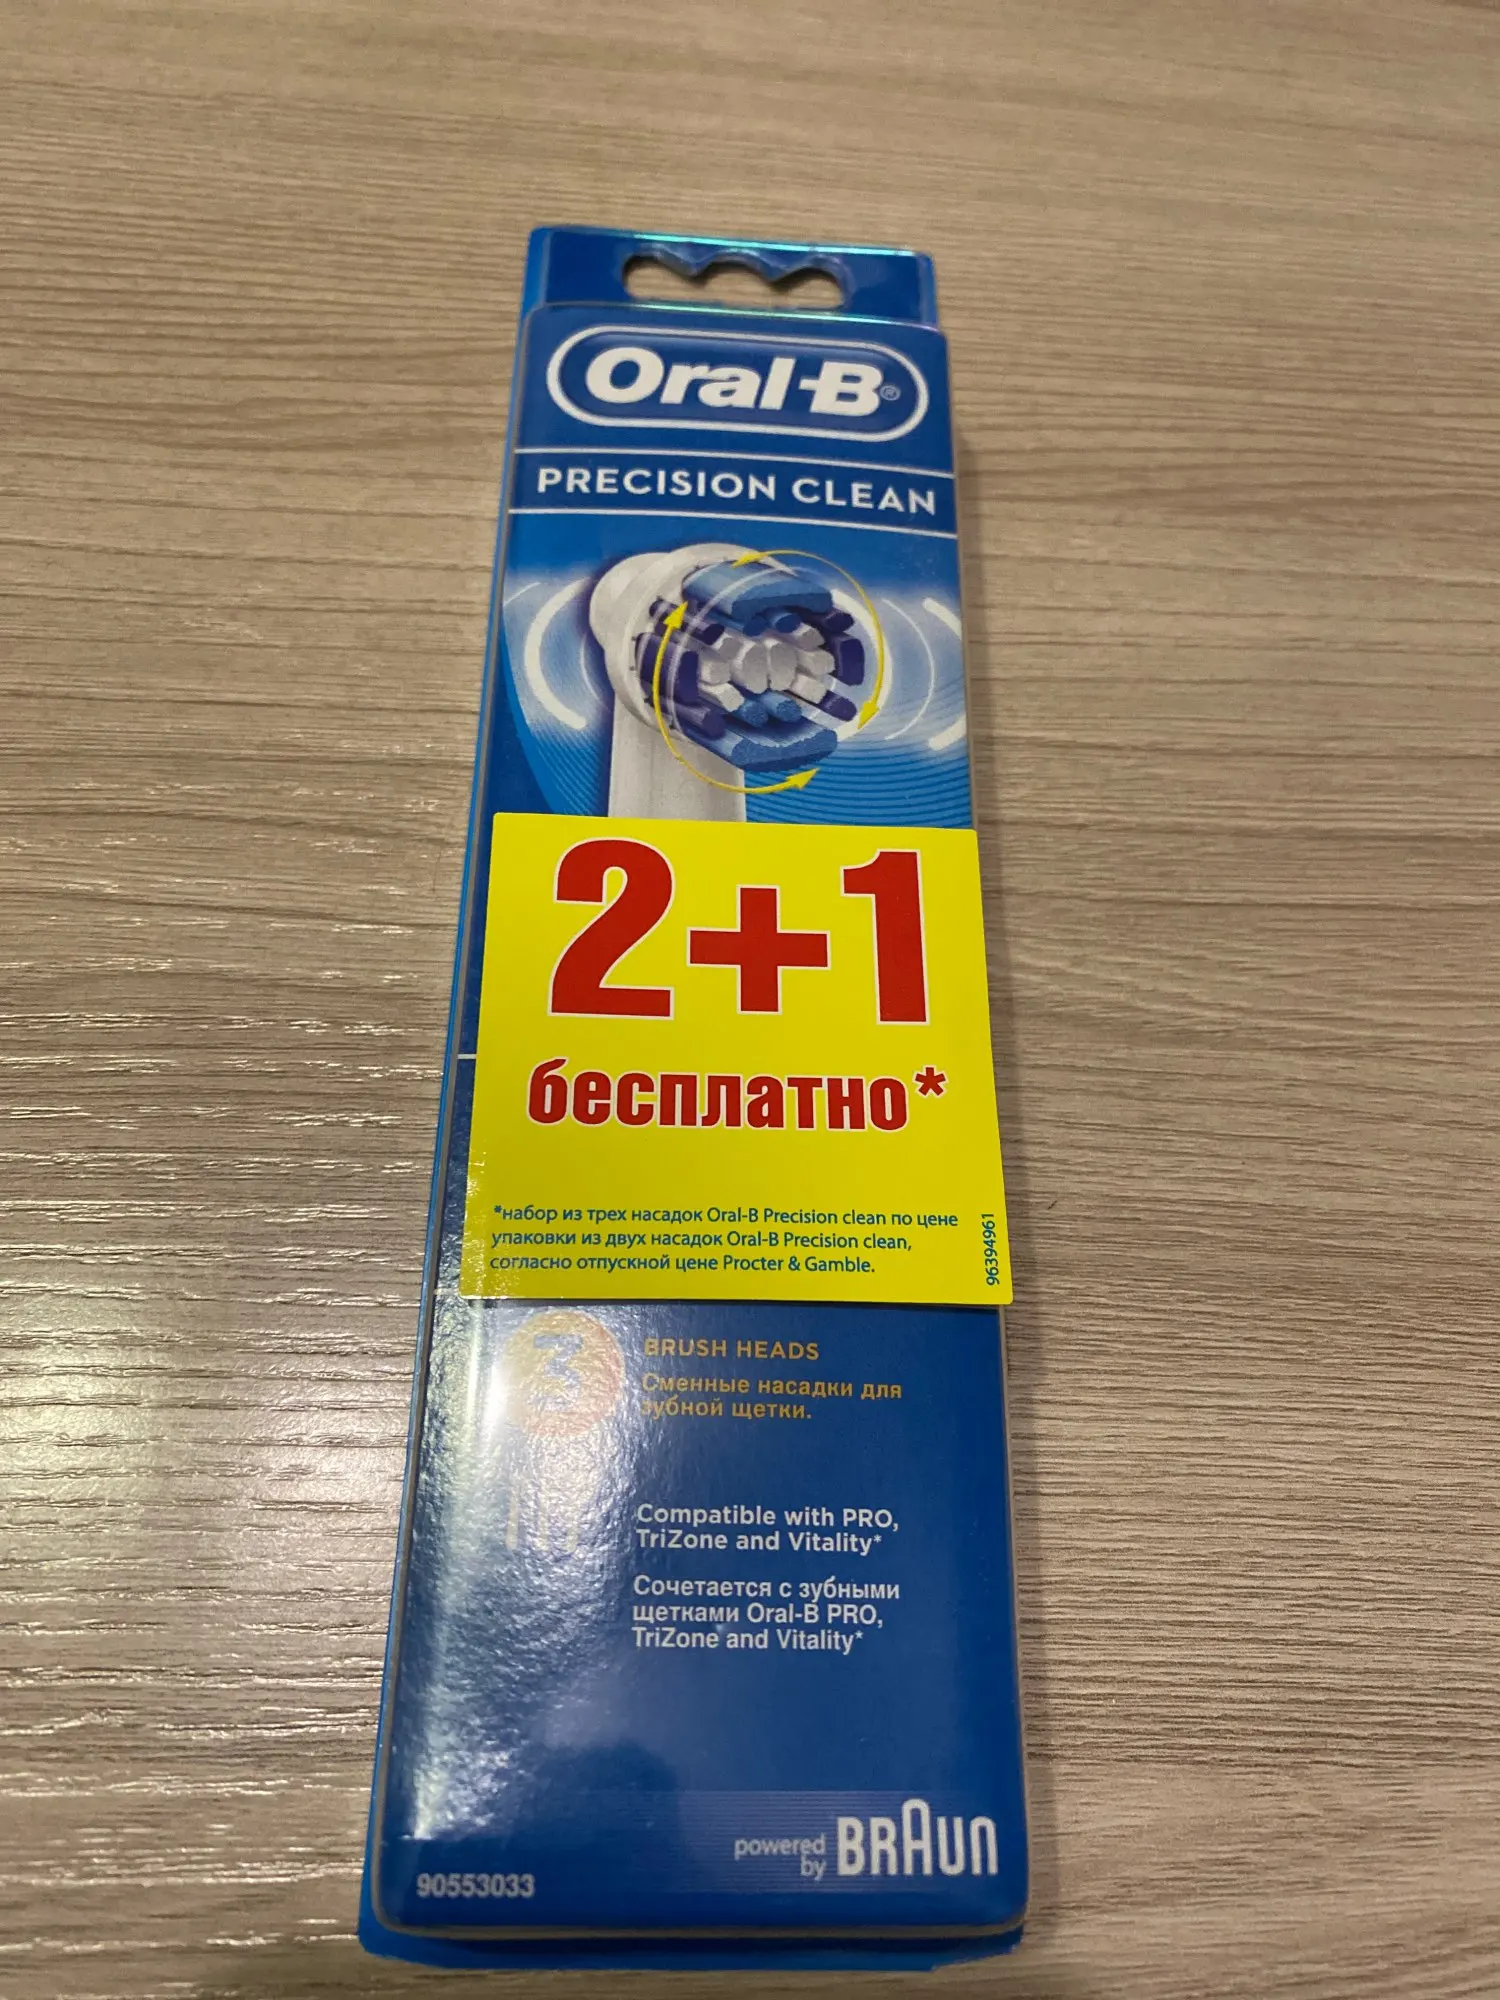 Oral-B®
PRECISION CLEAN
2+1
бесплатно*
*набор из трех насадок Oral-B Precision clean по цене
упаковки из двух насадок Oral-B Precision clean,
согласно отпускной цене Procter & Gamble.
96394961
3
BRUSH HEADS
Сменные насадки для
зубной щетки.
Compatible with PRO,
TriZone and Vitality*
Сочетается с зубными
щетками Oral-B PRO,
TriZone and Vitality*
powered
by
BRAUN
90553033